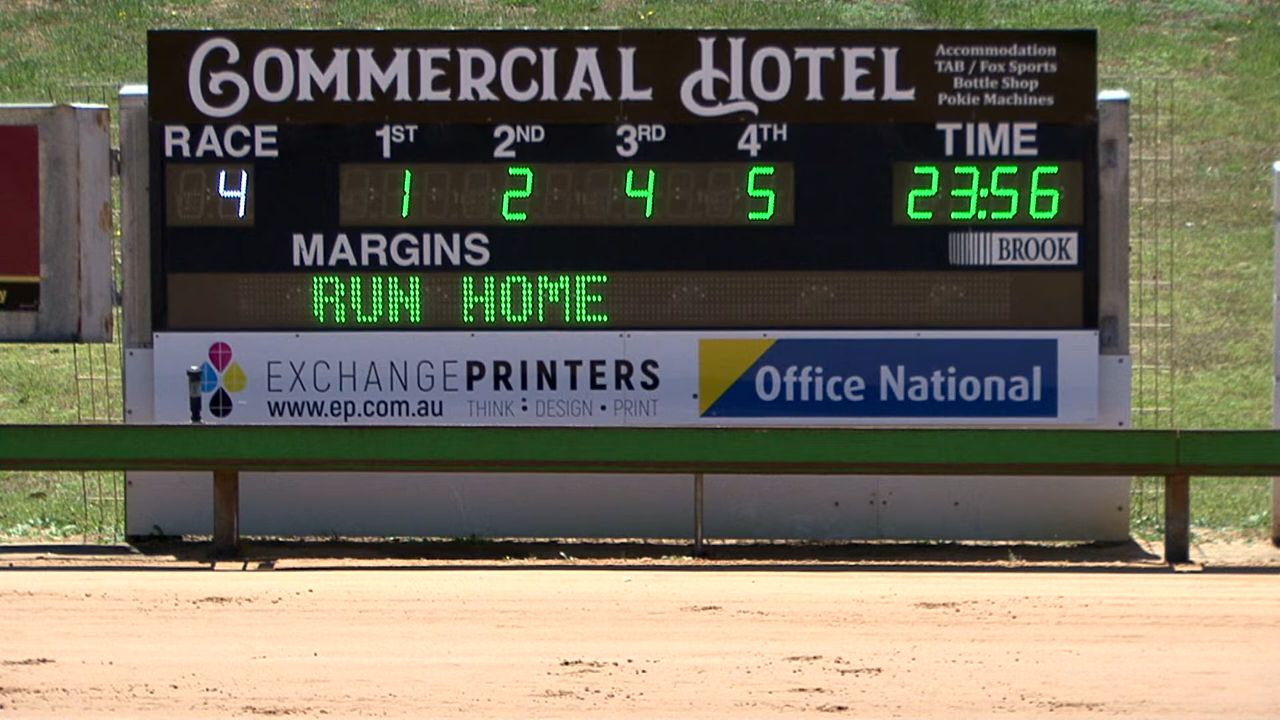 COMMERCIAL HOTEL
Accommodation
TAB / Fox Sports
Bottle Shop
Pokie Machines
RACE 1ST 2ND 3RD 4TH TIME
4 1 2 4 5 23:56
MARGINS
BROOK
RUN HOME
EXCHANGEPRINTERS
www.ep.com.au THINK : DESIGN • PRINT
Office National